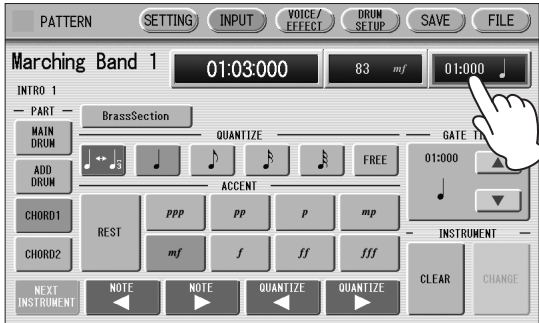 PATTERN SETTING INPUT VOICE/ EFFECT DRUM SETUP SAVE FILE
Marching Band 1 01:03:000 83 mf 01:000
INTRO 1
PART BrassSection
QUANTIZE GATE
MAIN DRUM 3 FREE 01:000
ADD DRUM
ACCENT
CHORD1 REST ppp pp p mp
INSTRUMENT
CHORD2 mf f ff fff
CLEAR CHANGE
NEXT INSTRUMENT NOTE NOTE QUANTIZE QUANTIZE